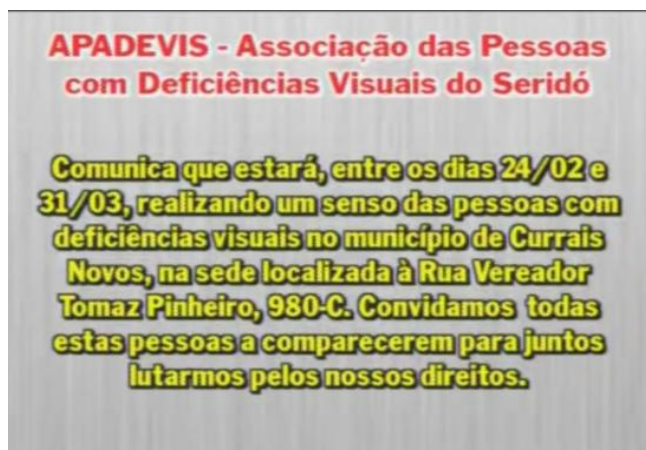 APADEVIS - Associação das Pessoas
com Deficiências Visuais do Seridó
Comunica que estará, entre os dias 24/02 e
31/03, realizando um senso das pessoas com
deficiências visuais no município de Currais
Novos, na sede localizada à Rua Vereador
Tomaz Pinheiro, 980-C. Convidamos todas
estas pessoas a comparecerem para juntos
lutarmos pelos nossos direitos.